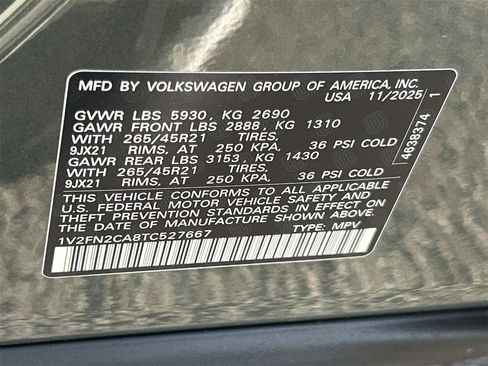 MFD BY VOLKSWAGEN GROUP OF AMERICA, INC.
USA 11/2025
GVWR LBS 5930, KG 2690
GAWR FRONT LBS 2888, KG 1310
WITH 265/45R21 TIRES,
9JX21 RIMS, AT 250 KPA. 36 PSI COLD
GAWR REAR LBS 3153, KG 1430
WITH 265/45R21 TIRES,
9JX21 RIMS, AT 250 KPA. 36 PSI COLD
THIS VEHICLE CONFORMS TO ALL APPLICABLE
U.S. FEDERAL MOTOR VEHICLE SAFETY AND
THEFT PREVENTION STANDARDS IN EFFECT ON
THE DATE OF MANUFACTURE SHOWN ABOVE.
1V2FN2CA8TC527667 TYPE: MPV
4638374 1